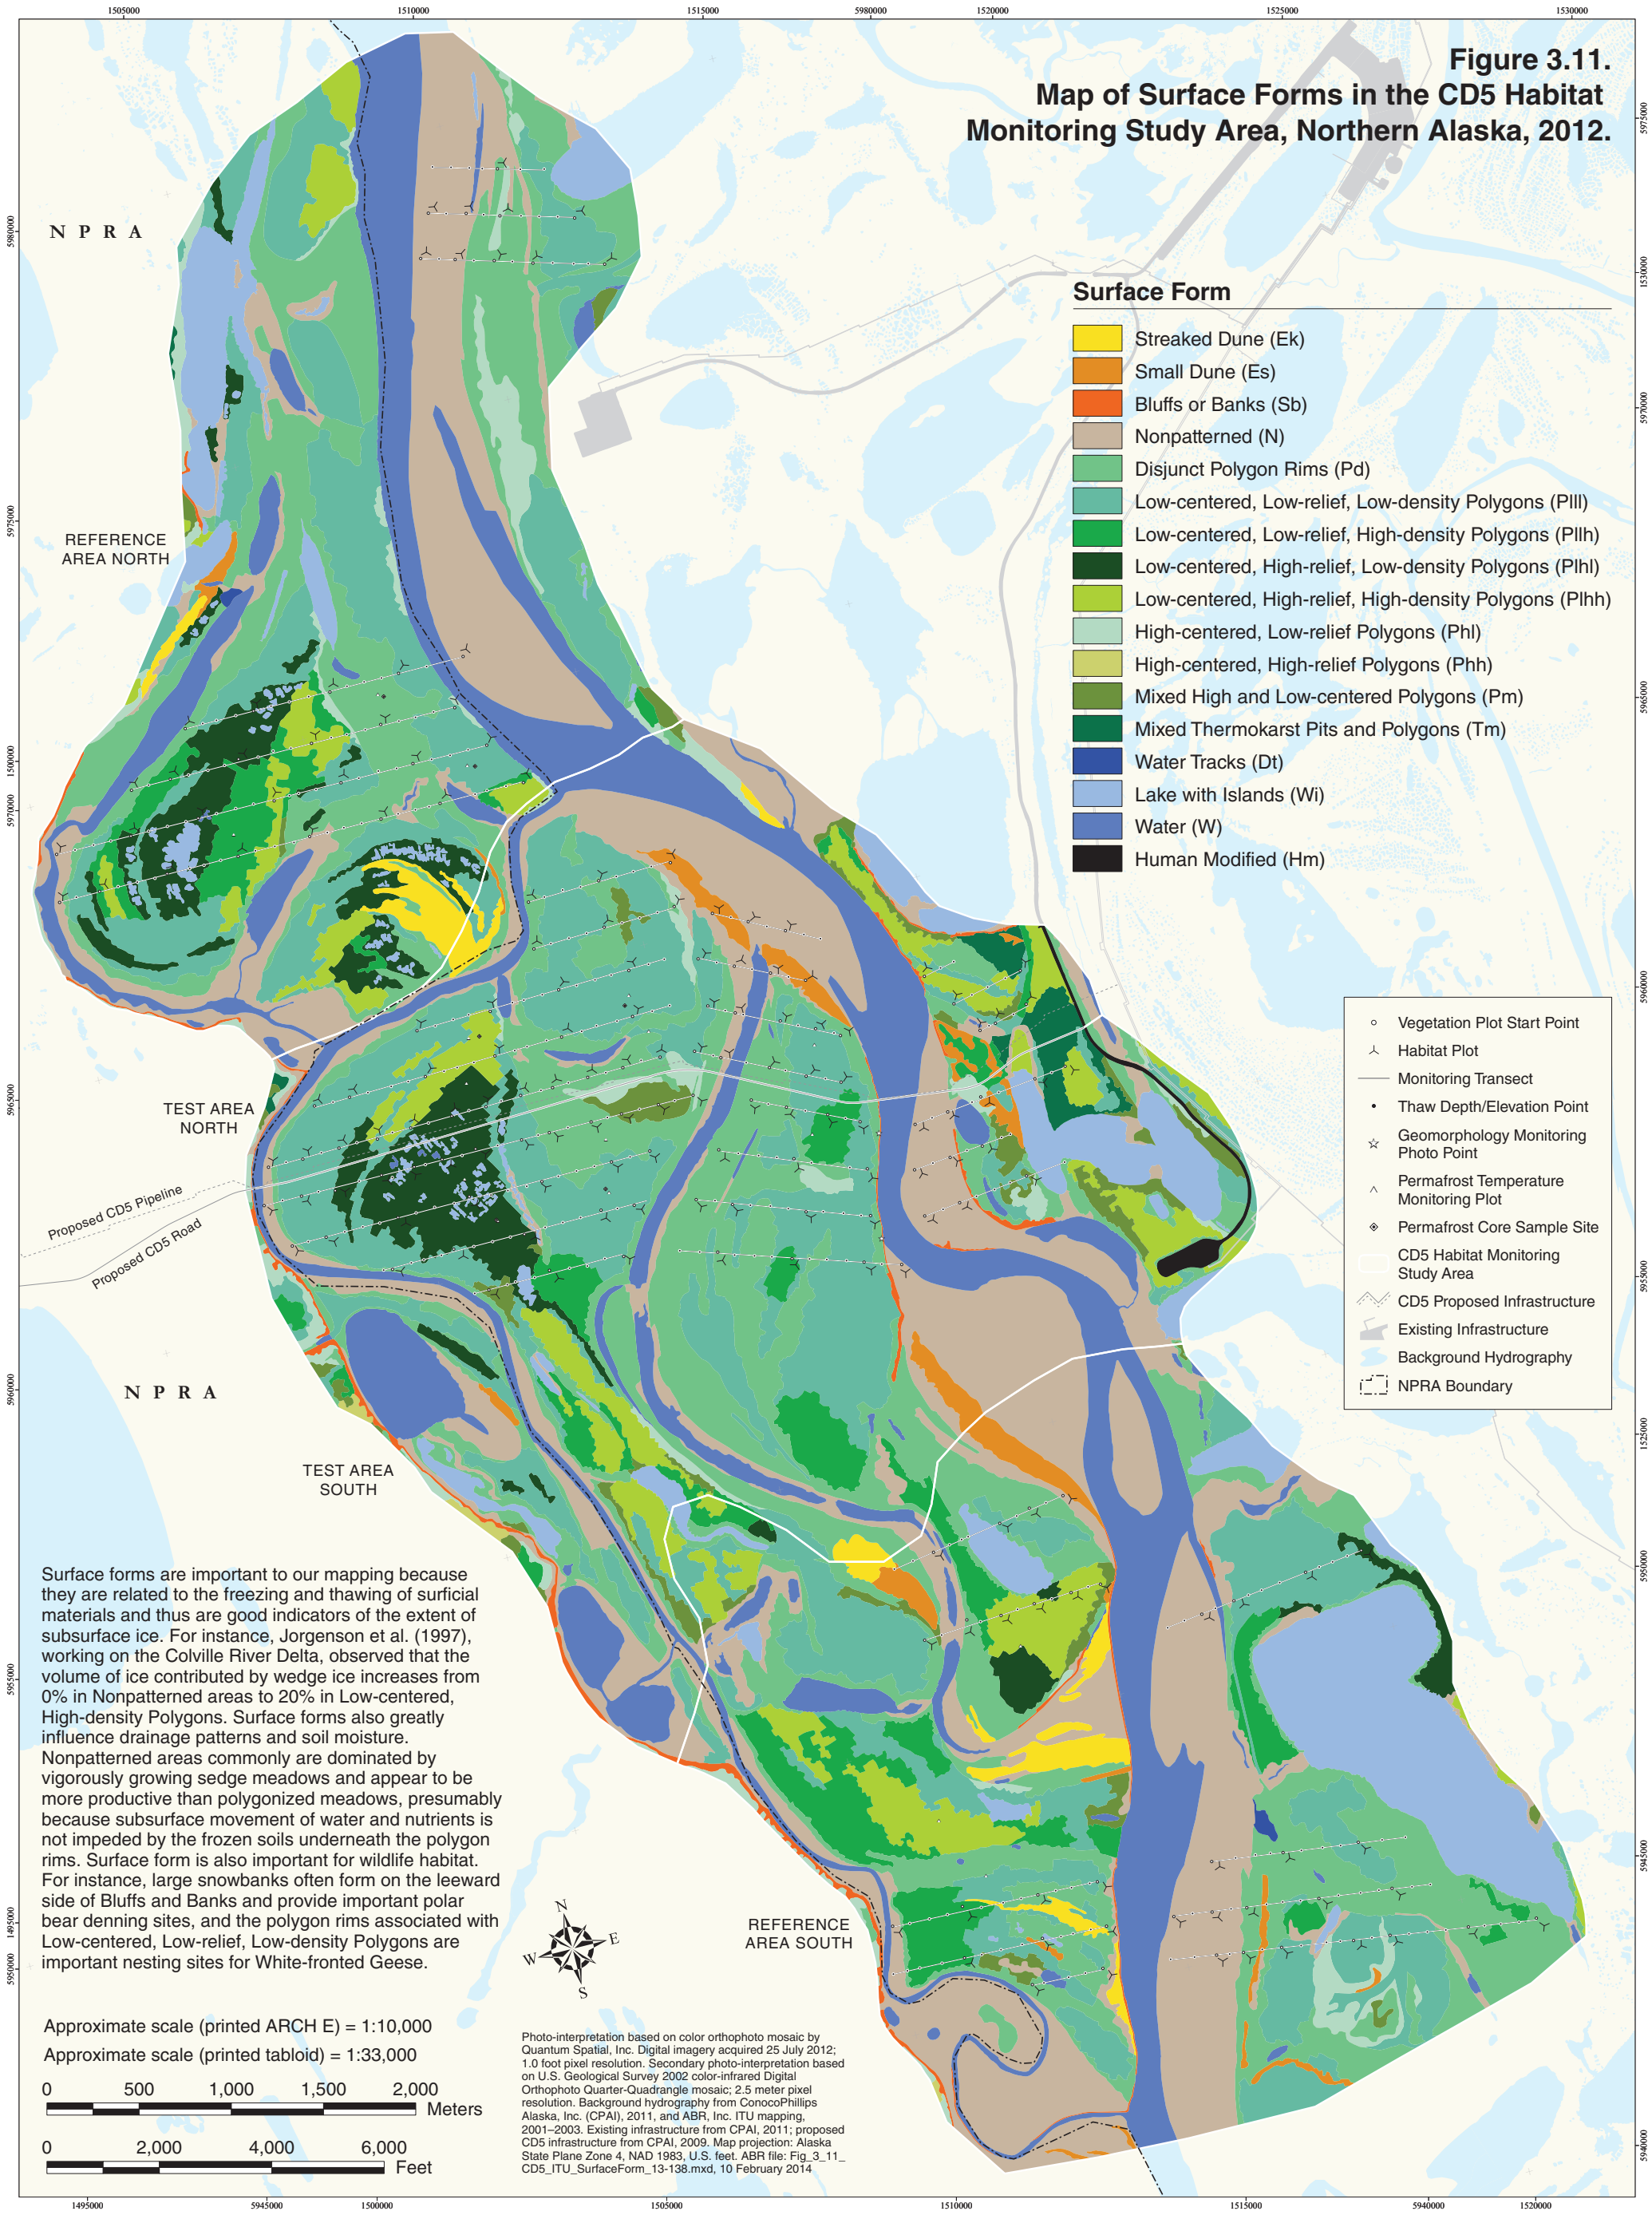 1505000
1510000
1515000
5980000
1520000
1525000
1530000
Figure 3.11.
Map of Surface Forms in the CD5 Habitat
Monitoring Study Area, Northern Alaska, 2012.
5975000
1530000
5970000
5965000
5960000
5955000
1525000
5950000
5945000
5940000
5980000
5975000
1500000
5970000
5965000
5960000
5955000
1495000
5950000
N P R A
REFERENCE
AREA NORTH
TEST AREA
NORTH
Proposed CD5 Pipeline
Proposed CD5 Road
N P R A
TEST AREA
SOUTH
REFERENCE
AREA SOUTH
Surface Form
Streaked Dune (Ek)
Small Dune (Es)
Bluffs or Banks (Sb)
Nonpatterned (N)
Disjunct Polygon Rims (Pd)
Low-centered, Low-relief, Low-density Polygons (Plll)
Low-centered, Low-relief, High-density Polygons (Pllh)
Low-centered, High-relief, Low-density Polygons (Plhl)
Low-centered, High-relief, High-density Polygons (Plhh)
High-centered, Low-relief Polygons (Phl)
High-centered, High-relief Polygons (Phh)
Mixed High and Low-centered Polygons (Pm)
Mixed Thermokarst Pits and Polygons (Tm)
Water Tracks (Dt)
Lake with Islands (Wi)
Water (W)
Human Modified (Hm)
Vegetation Plot Start Point
Habitat Plot
Monitoring Transect
Thaw Depth/Elevation Point
Geomorphology Monitoring
Photo Point
Permafrost Temperature
Monitoring Plot
Permafrost Core Sample Site
CD5 Habitat Monitoring
Study Area
CD5 Proposed Infrastructure
Existing Infrastructure
Background Hydrography
NPRA Boundary
Surface forms are important to our mapping because
they are related to the freezing and thawing of surficial
materials and thus are good indicators of the extent of
subsurface ice. For instance, Jorgenson et al. (1997),
working on the Colville River Delta, observed that the
volume of ice contributed by wedge ice increases from
0% in Nonpatterned areas to 20% in Low-centered,
High-density Polygons. Surface forms also greatly
influence drainage patterns and soil moisture.
Nonpatterned areas commonly are dominated by
vigorously growing sedge meadows and appear to be
more productive than polygonized meadows, presumably
because subsurface movement of water and nutrients is
not impeded by the frozen soils underneath the polygon
rims. Surface form is also important for wildlife habitat.
For instance, large snowbanks often form on the leeward
side of Bluffs and Banks and provide important polar
bear denning sites, and the polygon rims associated with
Low-centered, Low-relief, Low-density Polygons are
important nesting sites for White-fronted Geese.
N
W
E
S
Approximate scale (printed ARCH E) = 1:10,000
Approximate scale (printed tabloid) = 1:33,000
0 500 1,000 1,500 2,000
Meters
0 2,000 4,000 6,000
Feet
Photo-interpretation based on color orthophoto mosaic by
Quantum Spatial, Inc. Digital imagery acquired 25 July 2012;
1.0 foot pixel resolution. Secondary photo-interpretation based
on U.S. Geological Survey 2002 color-infrared Digital
Orthophoto Quarter-Quadrangle mosaic; 2.5 meter pixel
resolution. Background hydrography from ConocoPhillips
Alaska, Inc. (CPAI), 2011, and ABR, Inc. ITU mapping,
2001–2003. Existing infrastructure from CPAI, 2011; proposed
CD5 infrastructure from CPAI, 2009. Map projection: Alaska
State Plane Zone 4, NAD 1983, U.S. feet. ABR file: Fig_3_11_
CD5_ITU_SurfaceForm_13-138.mxd, 10 February 2014
1495000
5945000
1500000
1505000
1510000
1515000
5940000
1520000